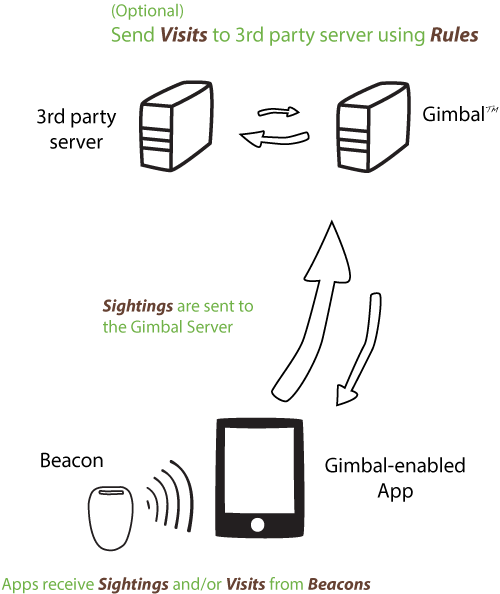 (Optional)
Send Visits to 3rd party server using Rules
3rd party
server
Gimbal™
Sightings are sent to
the Gimbal Server
Beacon
Gimbal-enabled
App
Apps receive Sightings and/or Visits from Beacons